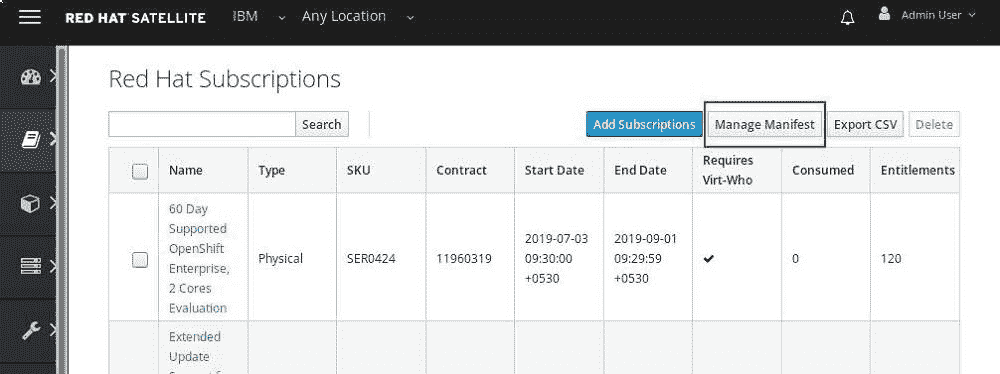 RED HAT SATELLITE IBM Any Location Admin User
Red Hat Subscriptions
Search Add Subscriptions Manage Manifest Export CSV Delete
Name Type SKU Contract Start Date End Date Requires Virt-Who Consumed Entitlements
60 Day
Supported
OpenShift
Enterprise,
2 Cores
Evaluation
Physical
SER0424
11960319
2019-07-03
09:30:00
+0530
2019-09-01
09:29:59
+0530
0
120
Extended
Update